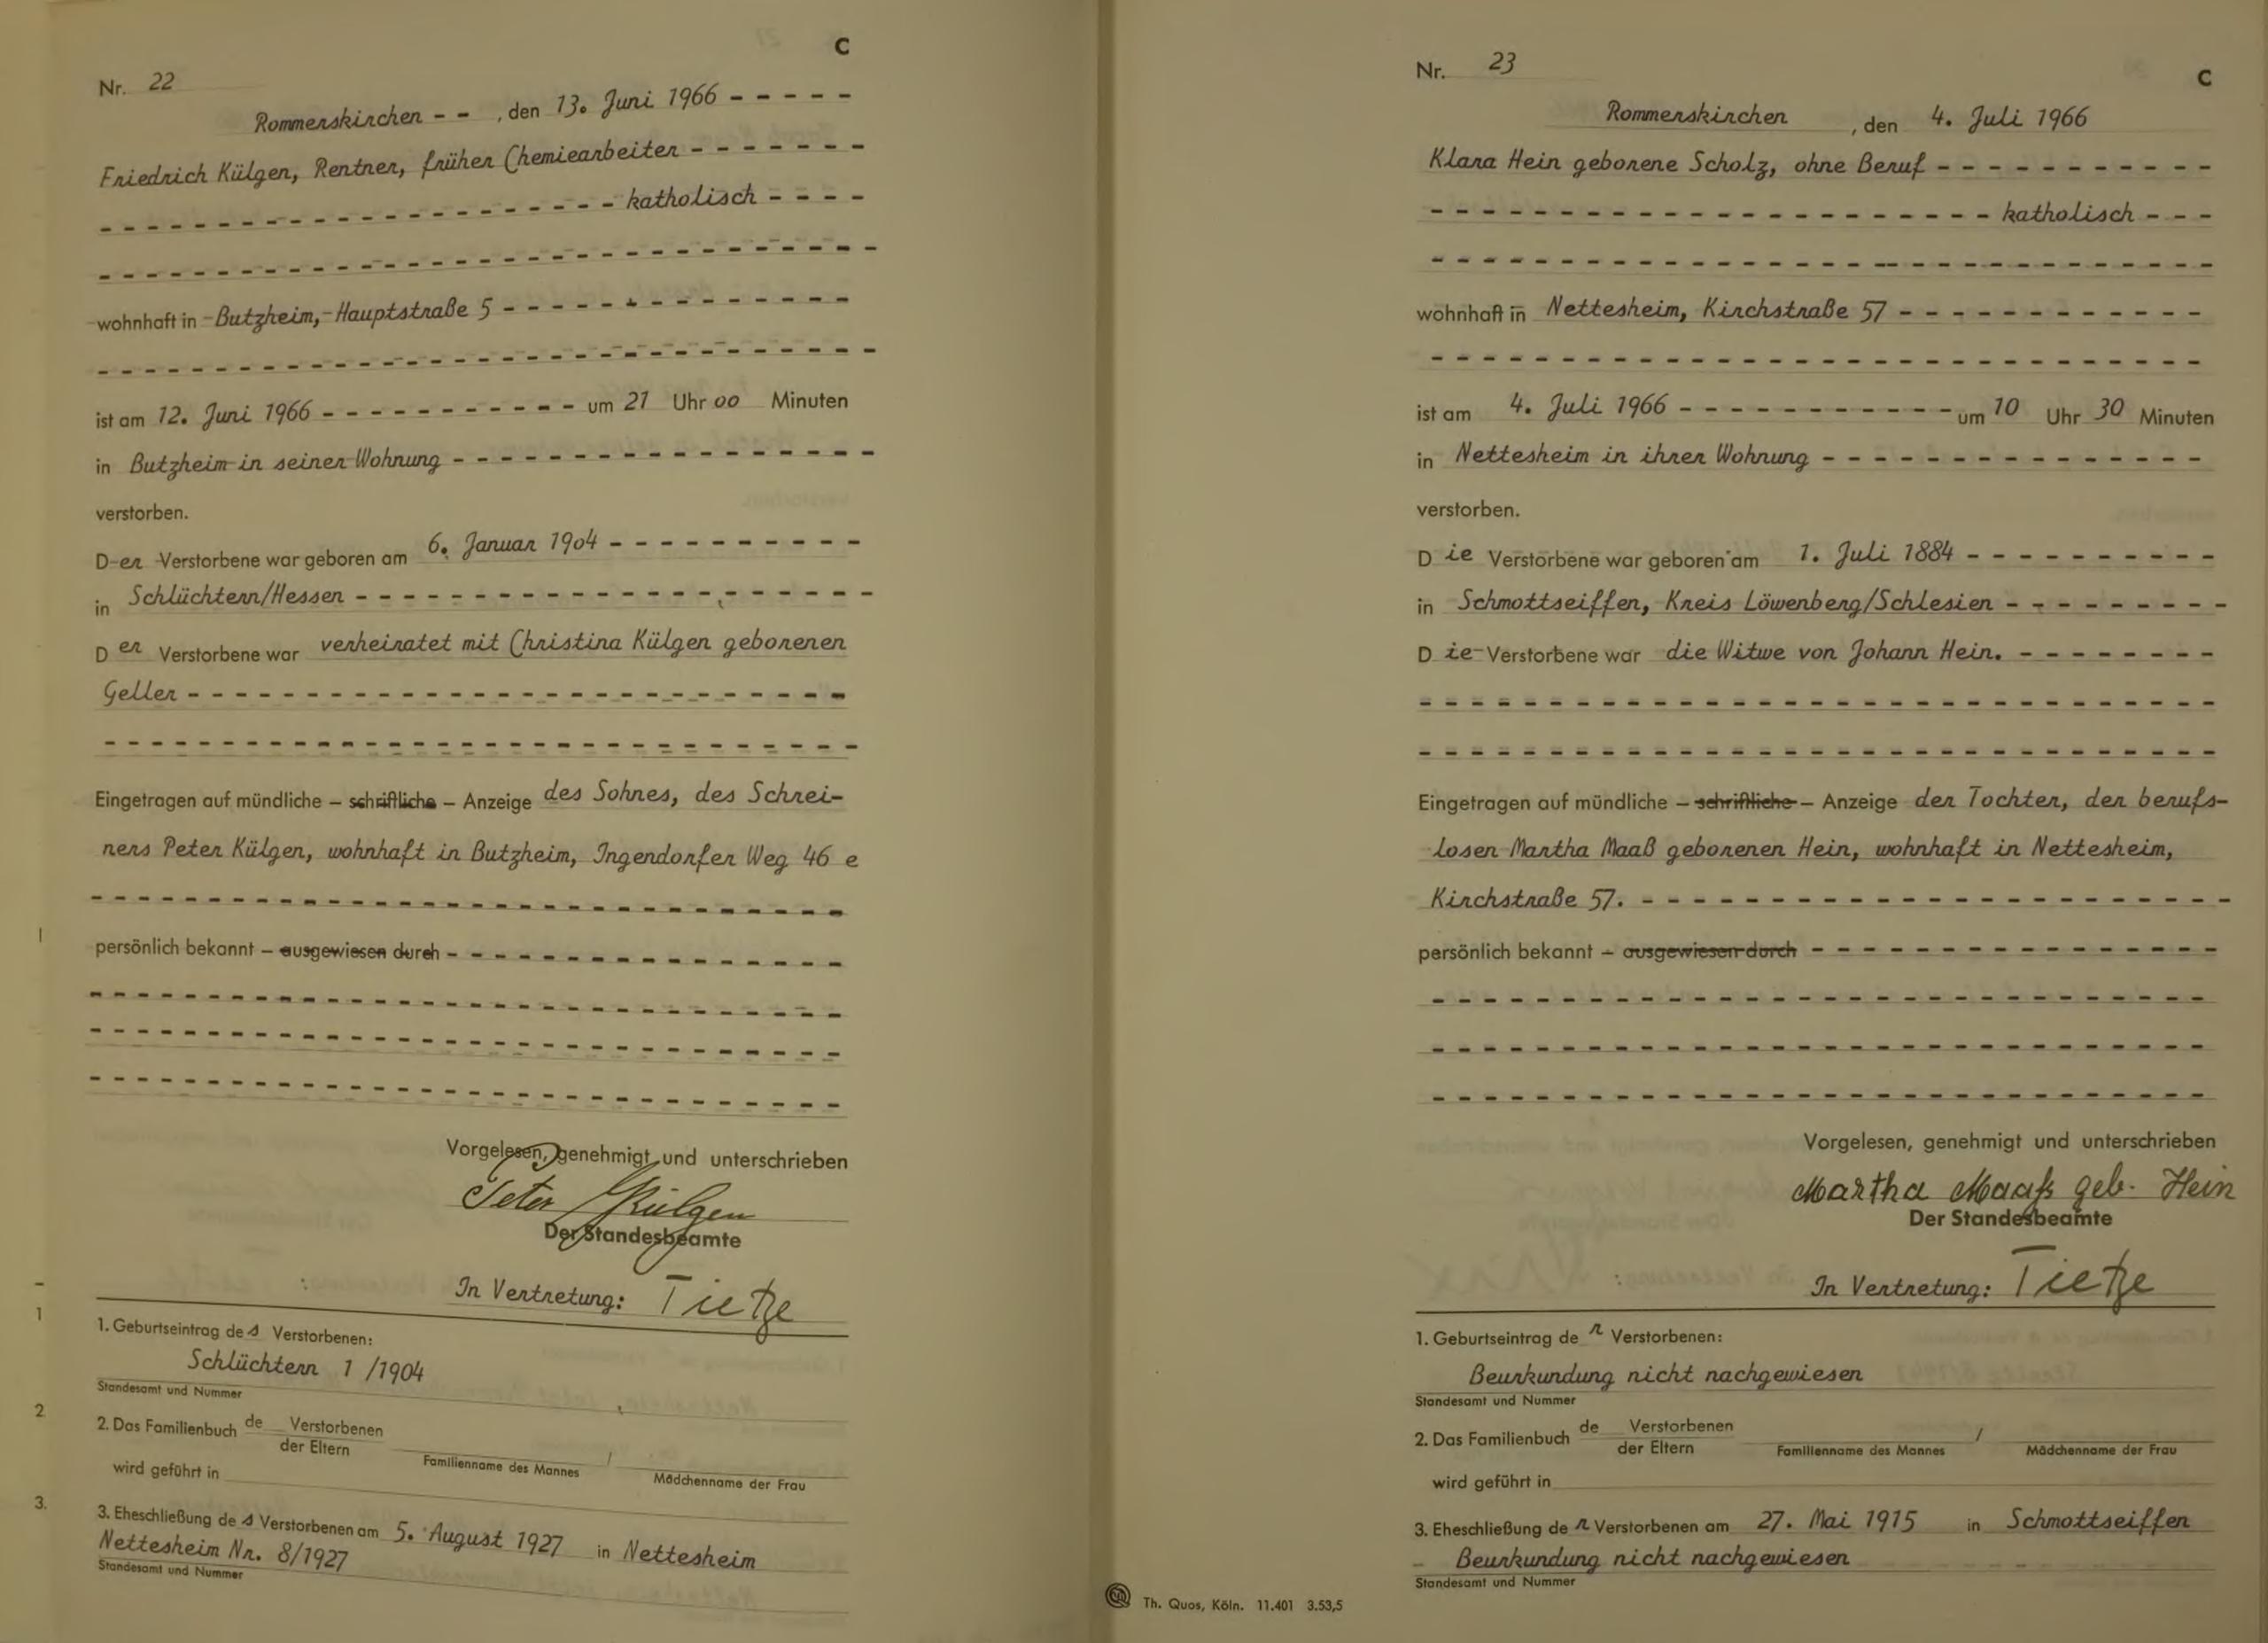 C
Nr. 22
Rommerskirchen - - , den 13. Juni 1966 - - - - -
Friedrich Külgen, Rentner, früher Chemiearbeiter - - - - - - -
- - - - - - - - - - - - - - - - - - - - - - katholisch - - - -
wohnhaft in - Butzheim, - Hauptstraße 5 - - - - - - - - - - - - - -
ist am 12. Juni 1966 - - - - - - - - - - - um 21 Uhr 00 Minuten
in Butzheim in seiner Wohnung - - - - - - - - - - - - - - - - -
verstorben.
D-er Verstorbene war geboren am 6. Januar 1904 - - - - - - - - - - -
in Schlüchtern/Hessen - - - - - - - - - - - - - - - - - - - - -
D er Verstorbene war verheiratet mit Christina Külgen geborenen
Geller - - - - - - - - - - - - - - - - - - - - - - - - - - -
Eingetragen auf mündliche – schriftliche – Anzeige des Sohnes, des Schrei-
ners Peter Külgen, wohnhaft in Butzheim, Ingendorfer Weg 46 e
persönlich bekannt – ausgewiesen durch - - - - - - - - - - - - - - - -
Vorgelesen, genehmigt und unterschrieben
Peter Külgen
Der Standesbeamte
In Vertretung: Tietze
1. Geburtseintrag des Verstorbenen:
Schlüchtern 1 /1904
Standesamt und Nummer
2. Das Familienbuch de Verstorbenen
der Eltern
Familienname des Mannes / Mädchenname der Frau
wird geführt in
3. Eheschließung des Verstorbenen am 5. August 1927 in Nettesheim
Nettesheim Nr. 8/1927
Standesamt und Nummer
1
2
3.
Nr. 23
C
Rommerskirchen , den 4. Juli 1966
Klara Hein geborene Scholz, ohne Beruf - - - - - - - - - - -
- - - - - - - - - - - - - - - - - - - - - - katholisch - - -
wohnhaft in Nettesheim, Kirchstraße 57 - - - - - - - - - - - -
ist am 4. Juli 1966 - - - - - - - - - - - um 10 Uhr 30 Minuten
in Nettesheim in ihrer Wohnung - - - - - - - - - - - - - - -
verstorben.
D ie Verstorbene war geboren am 1. Juli 1884 - - - - - - - - - -
in Schmottseiffen, Kreis Löwenberg/Schlesien - - - - - - - - -
D ie Verstorbene war die Witwe von Johann Hein. - - - - - - - -
Eingetragen auf mündliche – schriftliche – Anzeige der Tochter, der berufs-
losen Martha Maaß geborenen Hein, wohnhaft in Nettesheim,
Kirchstraße 57. - - - - - - - - - - - - - - - - - - - - - - -
persönlich bekannt – ausgewiesen durch - - - - - - - - - - - - - - - -
Vorgelesen, genehmigt und unterschrieben
Martha Maaß geb. Hein
Der Standesbeamte
In Vertretung: Tietze
1. Geburtseintrag der Verstorbenen:
Beurkundung nicht nachgewiesen
Standesamt und Nummer
2. Das Familienbuch de Verstorbenen
der Eltern
Familienname des Mannes / Mädchenname der Frau
wird geführt in
3. Eheschließung der Verstorbenen am 27. Mai 1915 in Schmottseiffen
- Beurkundung nicht nachgewiesen
Standesamt und Nummer
Th. Quos, Köln. 11.401 3.53,5